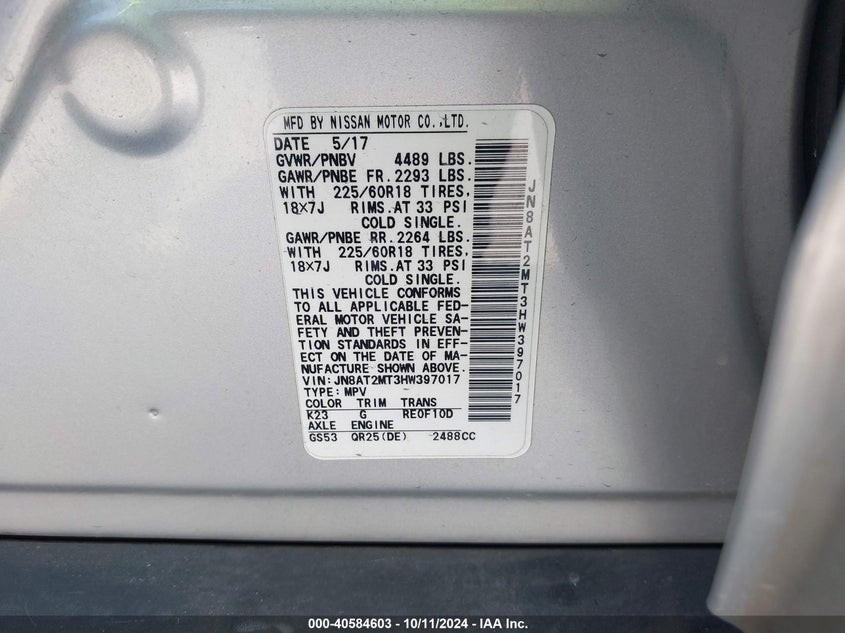 MFD BY NISSAN MOTOR CO.,LTD.
DATE 5/17
GVWR/PNBV 4489 LBS.
GAWR/PNBE FR. 2293 LBS.
WITH 225/60R18 TIRES,
18X7J RIMS.AT 33 PSI
COLD SINGLE.
GAWR/PNBE RR. 2264 LBS.
WITH 225/60R18 TIRES,
18X7J RIMS.AT 33 PSI
COLD SINGLE.
THIS VEHICLE CONFORMS
TO ALL APPLICABLE FED-
ERAL MOTOR VEHICLE SA-
FETY AND THEFT PREVEN-
TION STANDARDS IN EFF-
ECT ON THE DATE OF MA-
NUFACTURE SHOWN ABOVE.
VIN: JN8AT2MT3HW397017
TYPE: MPV
COLOR TRIM TRANS
K23 G RE0F10D
AXLE ENGINE
GS53 QR25(DE) 2488CC
JN8AT2MT3HW397017
000-40584603 - 10/11/2024 - IAA Inc.